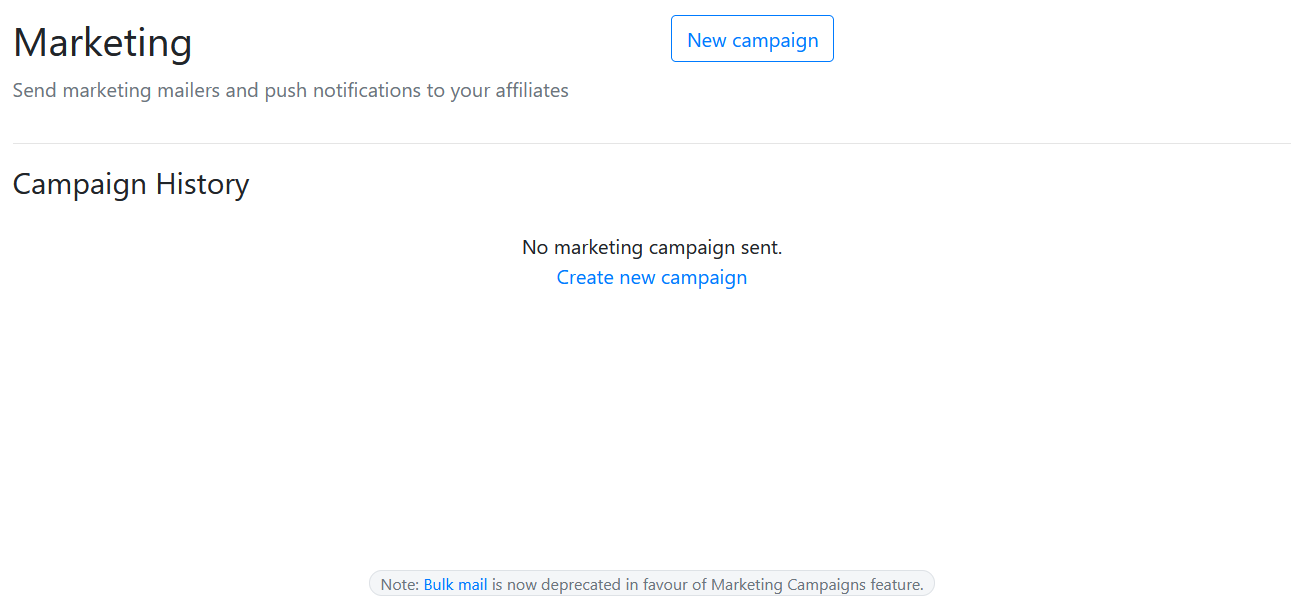 Marketing
New campaign
Send marketing mailers and push notifications to your affiliates
Campaign History
No marketing campaign sent.
Create new campaign
Note: Bulk mail is now deprecated in favour of Marketing Campaigns feature.